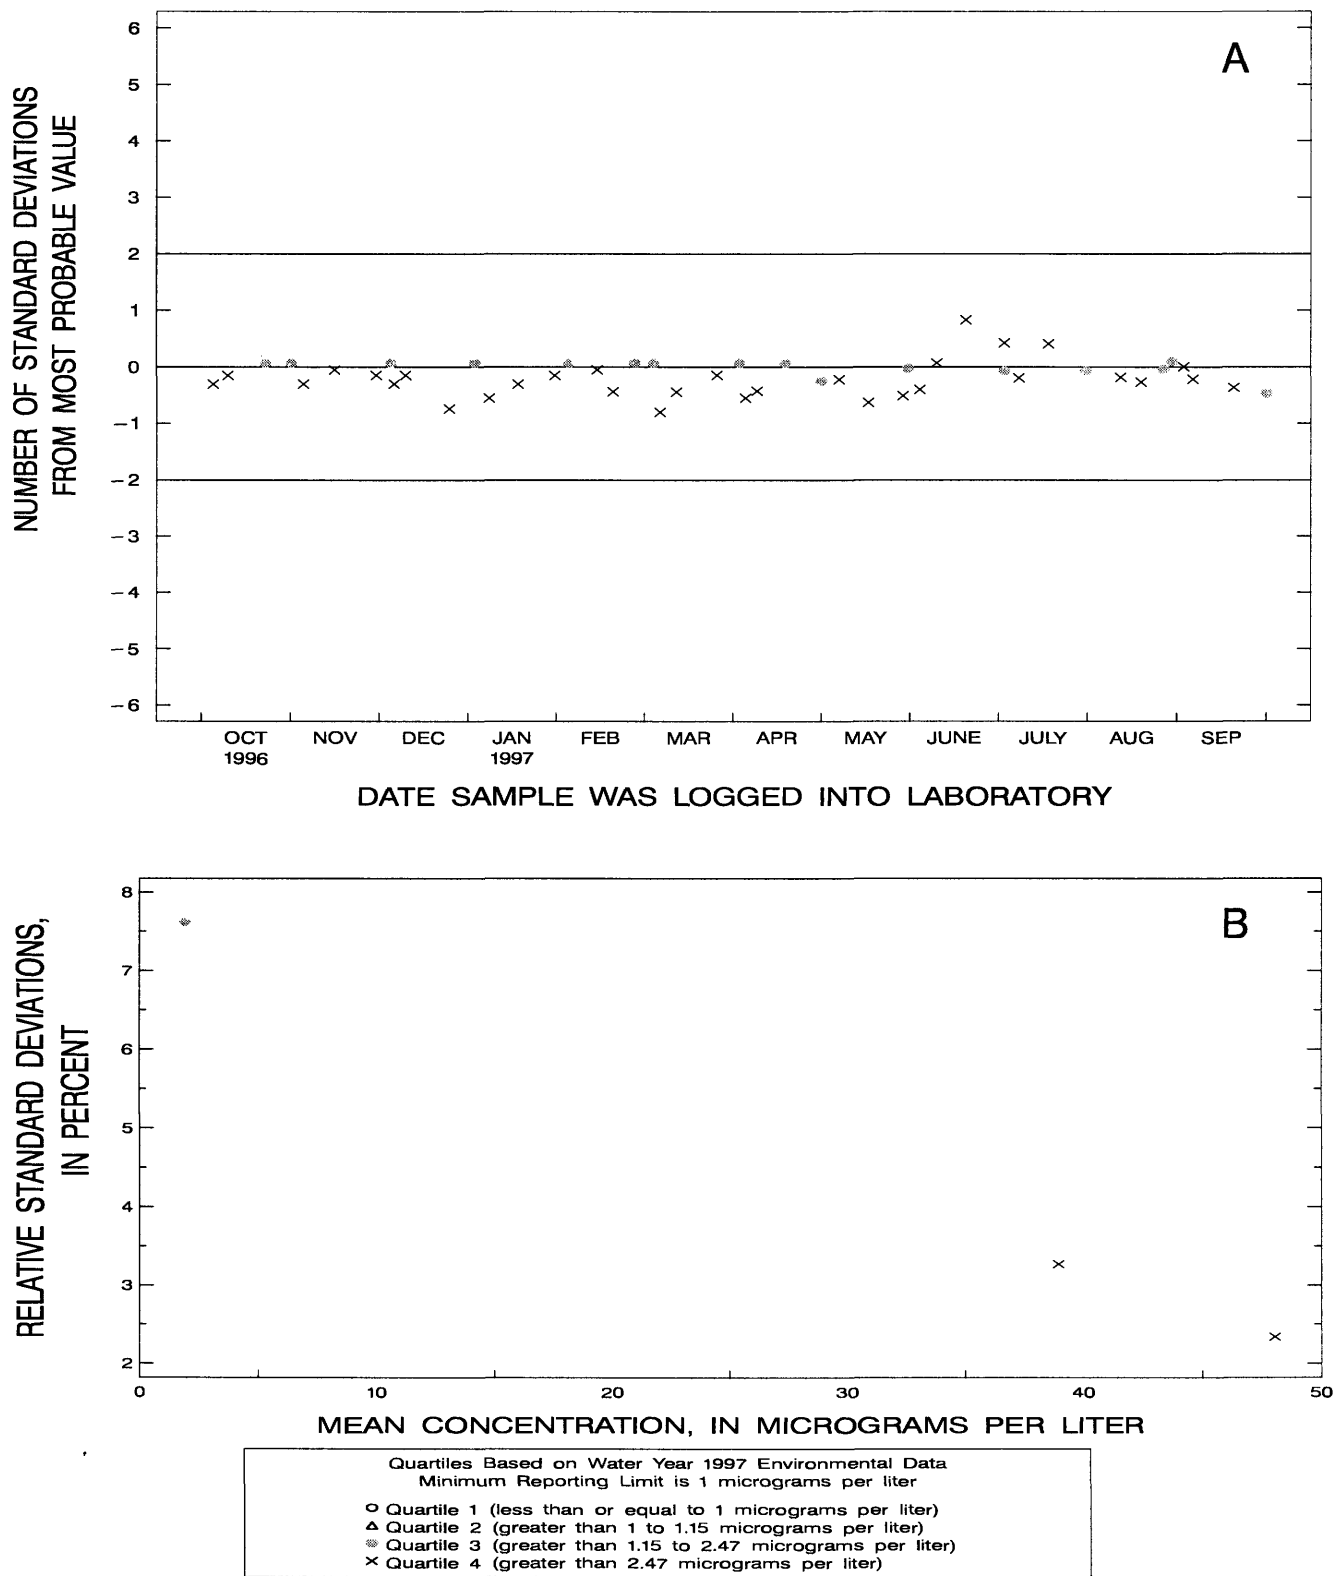 A
NUMBER OF STANDARD DEVIATIONS
FROM MOST PROBABLE VALUE
6
5
4
3
2
1
0
−1
−2
−3
−4
−5
−6
OCT NOV DEC JAN FEB MAR APR MAY JUNE JULY AUG SEP
1996 1997
DATE SAMPLE WAS LOGGED INTO LABORATORY
B
RELATIVE STANDARD DEVIATIONS,
IN PERCENT
8
7
6
5
4
3
2
0 10 20 30 40 50
MEAN CONCENTRATION, IN MICROGRAMS PER LITER
Quartiles Based on Water Year 1997 Environmental Data
Minimum Reporting Limit is 1 micrograms per liter
Quartile 1 (less than or equal to 1 micrograms per liter)
Quartile 2 (greater than 1 to 1.15 micrograms per liter)
Quartile 3 (greater than 1.15 to 2.47 micrograms per liter)
Quartile 4 (greater than 2.47 micrograms per liter)